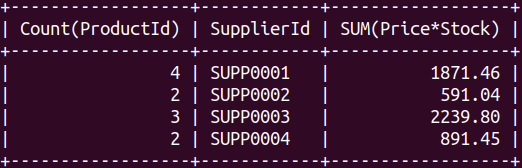 +------------------+------------+------------------+
| Count(ProductId) | SupplierId | SUM(Price*Stock) |
+------------------+------------+------------------+
|                4 | SUPP0001   |          1871.46 |
|                2 | SUPP0002   |           591.04 |
|                3 | SUPP0003   |          2239.80 |
|                2 | SUPP0004   |           891.45 |
+------------------+------------+------------------+